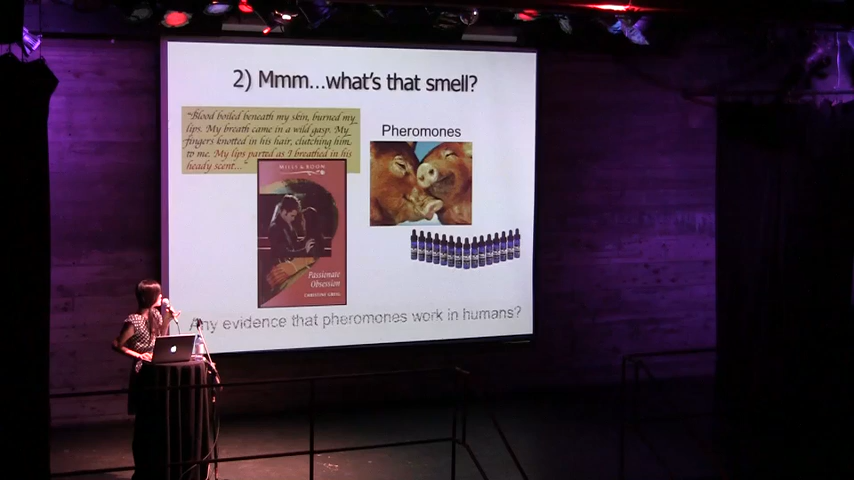 2) Mmm...what's that smell?
"Blood boiled beneath my skin, burned my
lips. My breath came in a wild gasp. My
fingers knotted in his hair, clutching him
to me. My lips parted as I breathed in his
heady scent...
Pheromones
MILLS & BOON
Passionate
Obsession
Any evidence that pheromones work in humans?